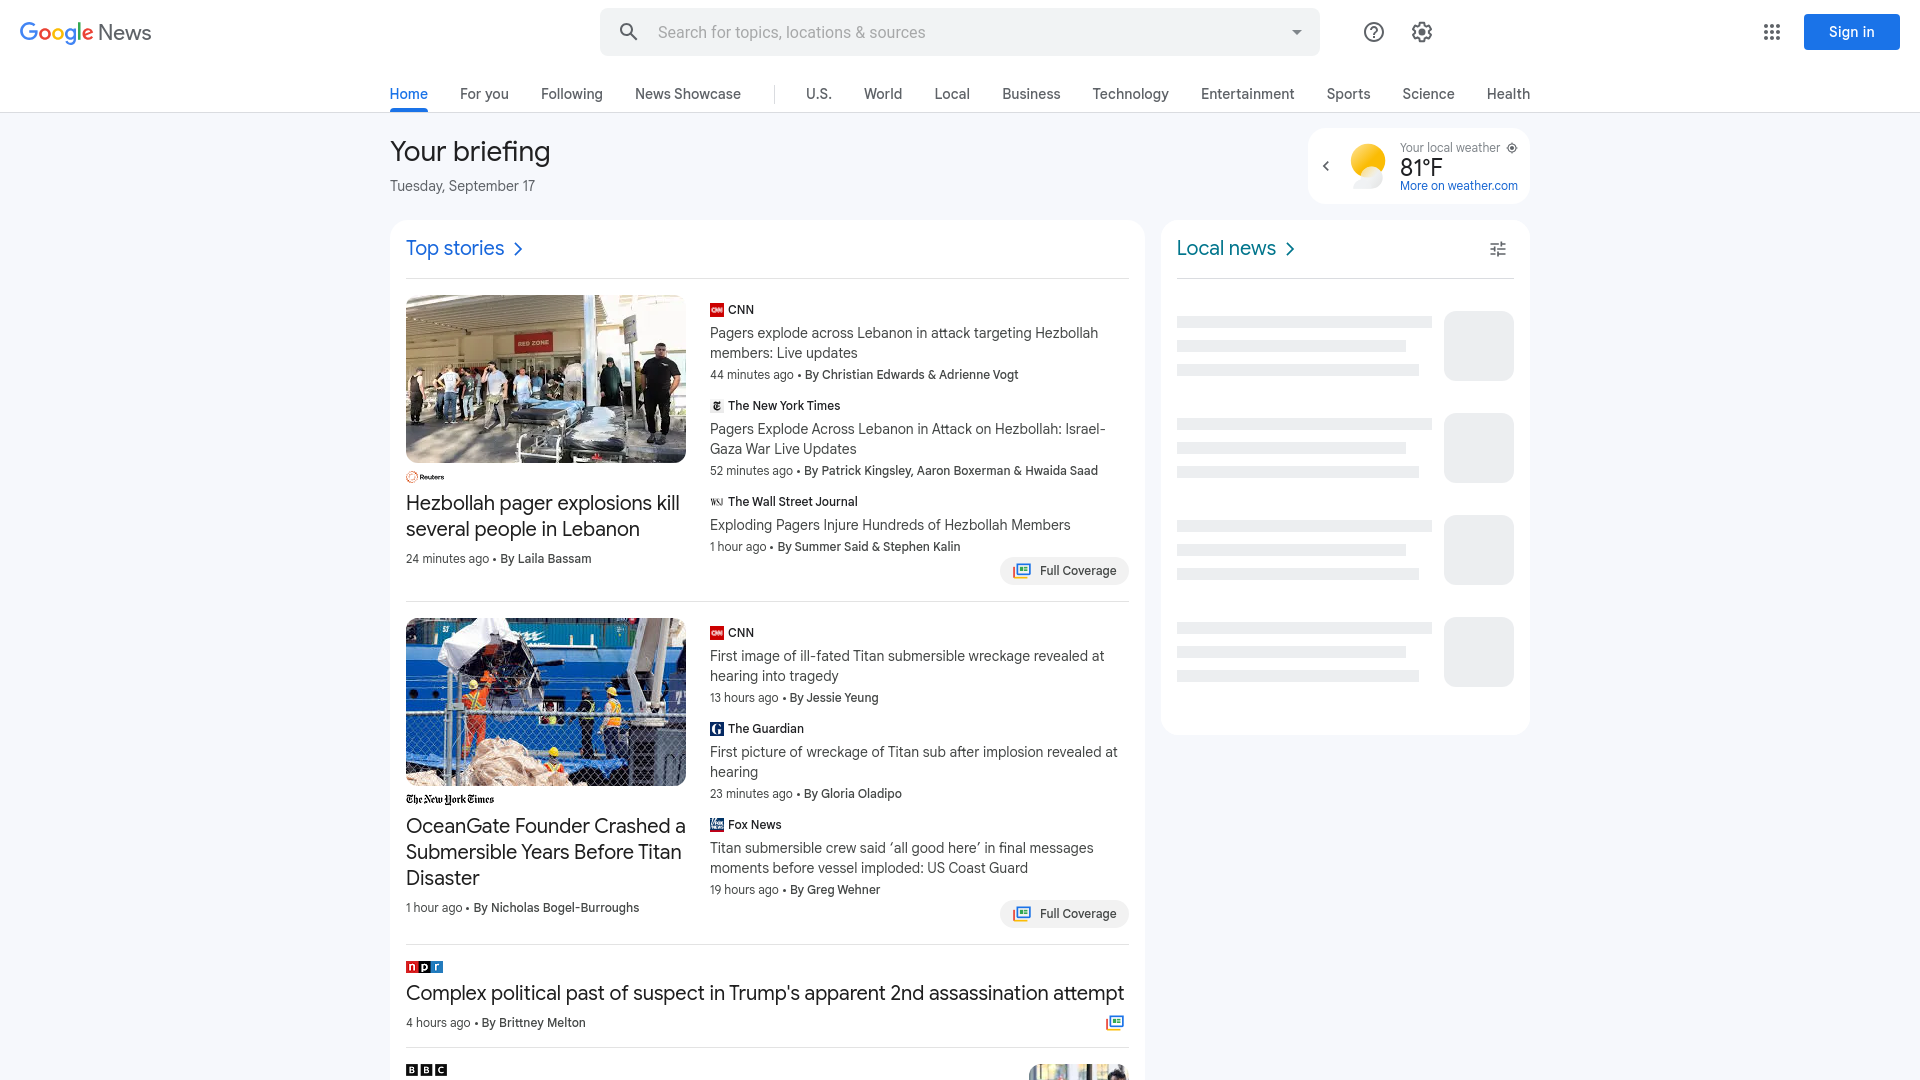 Google News
Search for topics, locations & sources
Sign in
Home
For you
Following
News Showcase
U.S.
World
Local
Business
Technology
Entertainment
Sports
Science
Health
Your briefing
Tuesday, September 17
Your local weather
81°F
More on weather.com
Top stories
RED ZONE
Reuters
Hezbollah pager explosions kill
several people in Lebanon
24 minutes ago • By Laila Bassam
CNN
Pagers explode across Lebanon in attack targeting Hezbollah
members: Live updates
44 minutes ago • By Christian Edwards & Adrienne Vogt
The New York Times
Pagers Explode Across Lebanon in Attack on Hezbollah: Israel-
Gaza War Live Updates
52 minutes ago • By Patrick Kingsley, Aaron Boxerman & Hwaida Saad
WSJ The Wall Street Journal
Exploding Pagers Injure Hundreds of Hezbollah Members
1 hour ago • By Summer Said & Stephen Kalin
Full Coverage
The New York Times
OceanGate Founder Crashed a
Submersible Years Before Titan
Disaster
1 hour ago • By Nicholas Bogel-Burroughs
CNN
First image of ill-fated Titan submersible wreckage revealed at
hearing into tragedy
13 hours ago • By Jessie Yeung
The Guardian
First picture of wreckage of Titan sub after implosion revealed at
hearing
23 minutes ago • By Gloria Oladipo
Fox News
Titan submersible crew said ‘all good here’ in final messages
moments before vessel imploded: US Coast Guard
19 hours ago • By Greg Wehner
Full Coverage
npr
Complex political past of suspect in Trump's apparent 2nd assassination attempt
4 hours ago • By Brittney Melton
BBC
Local news